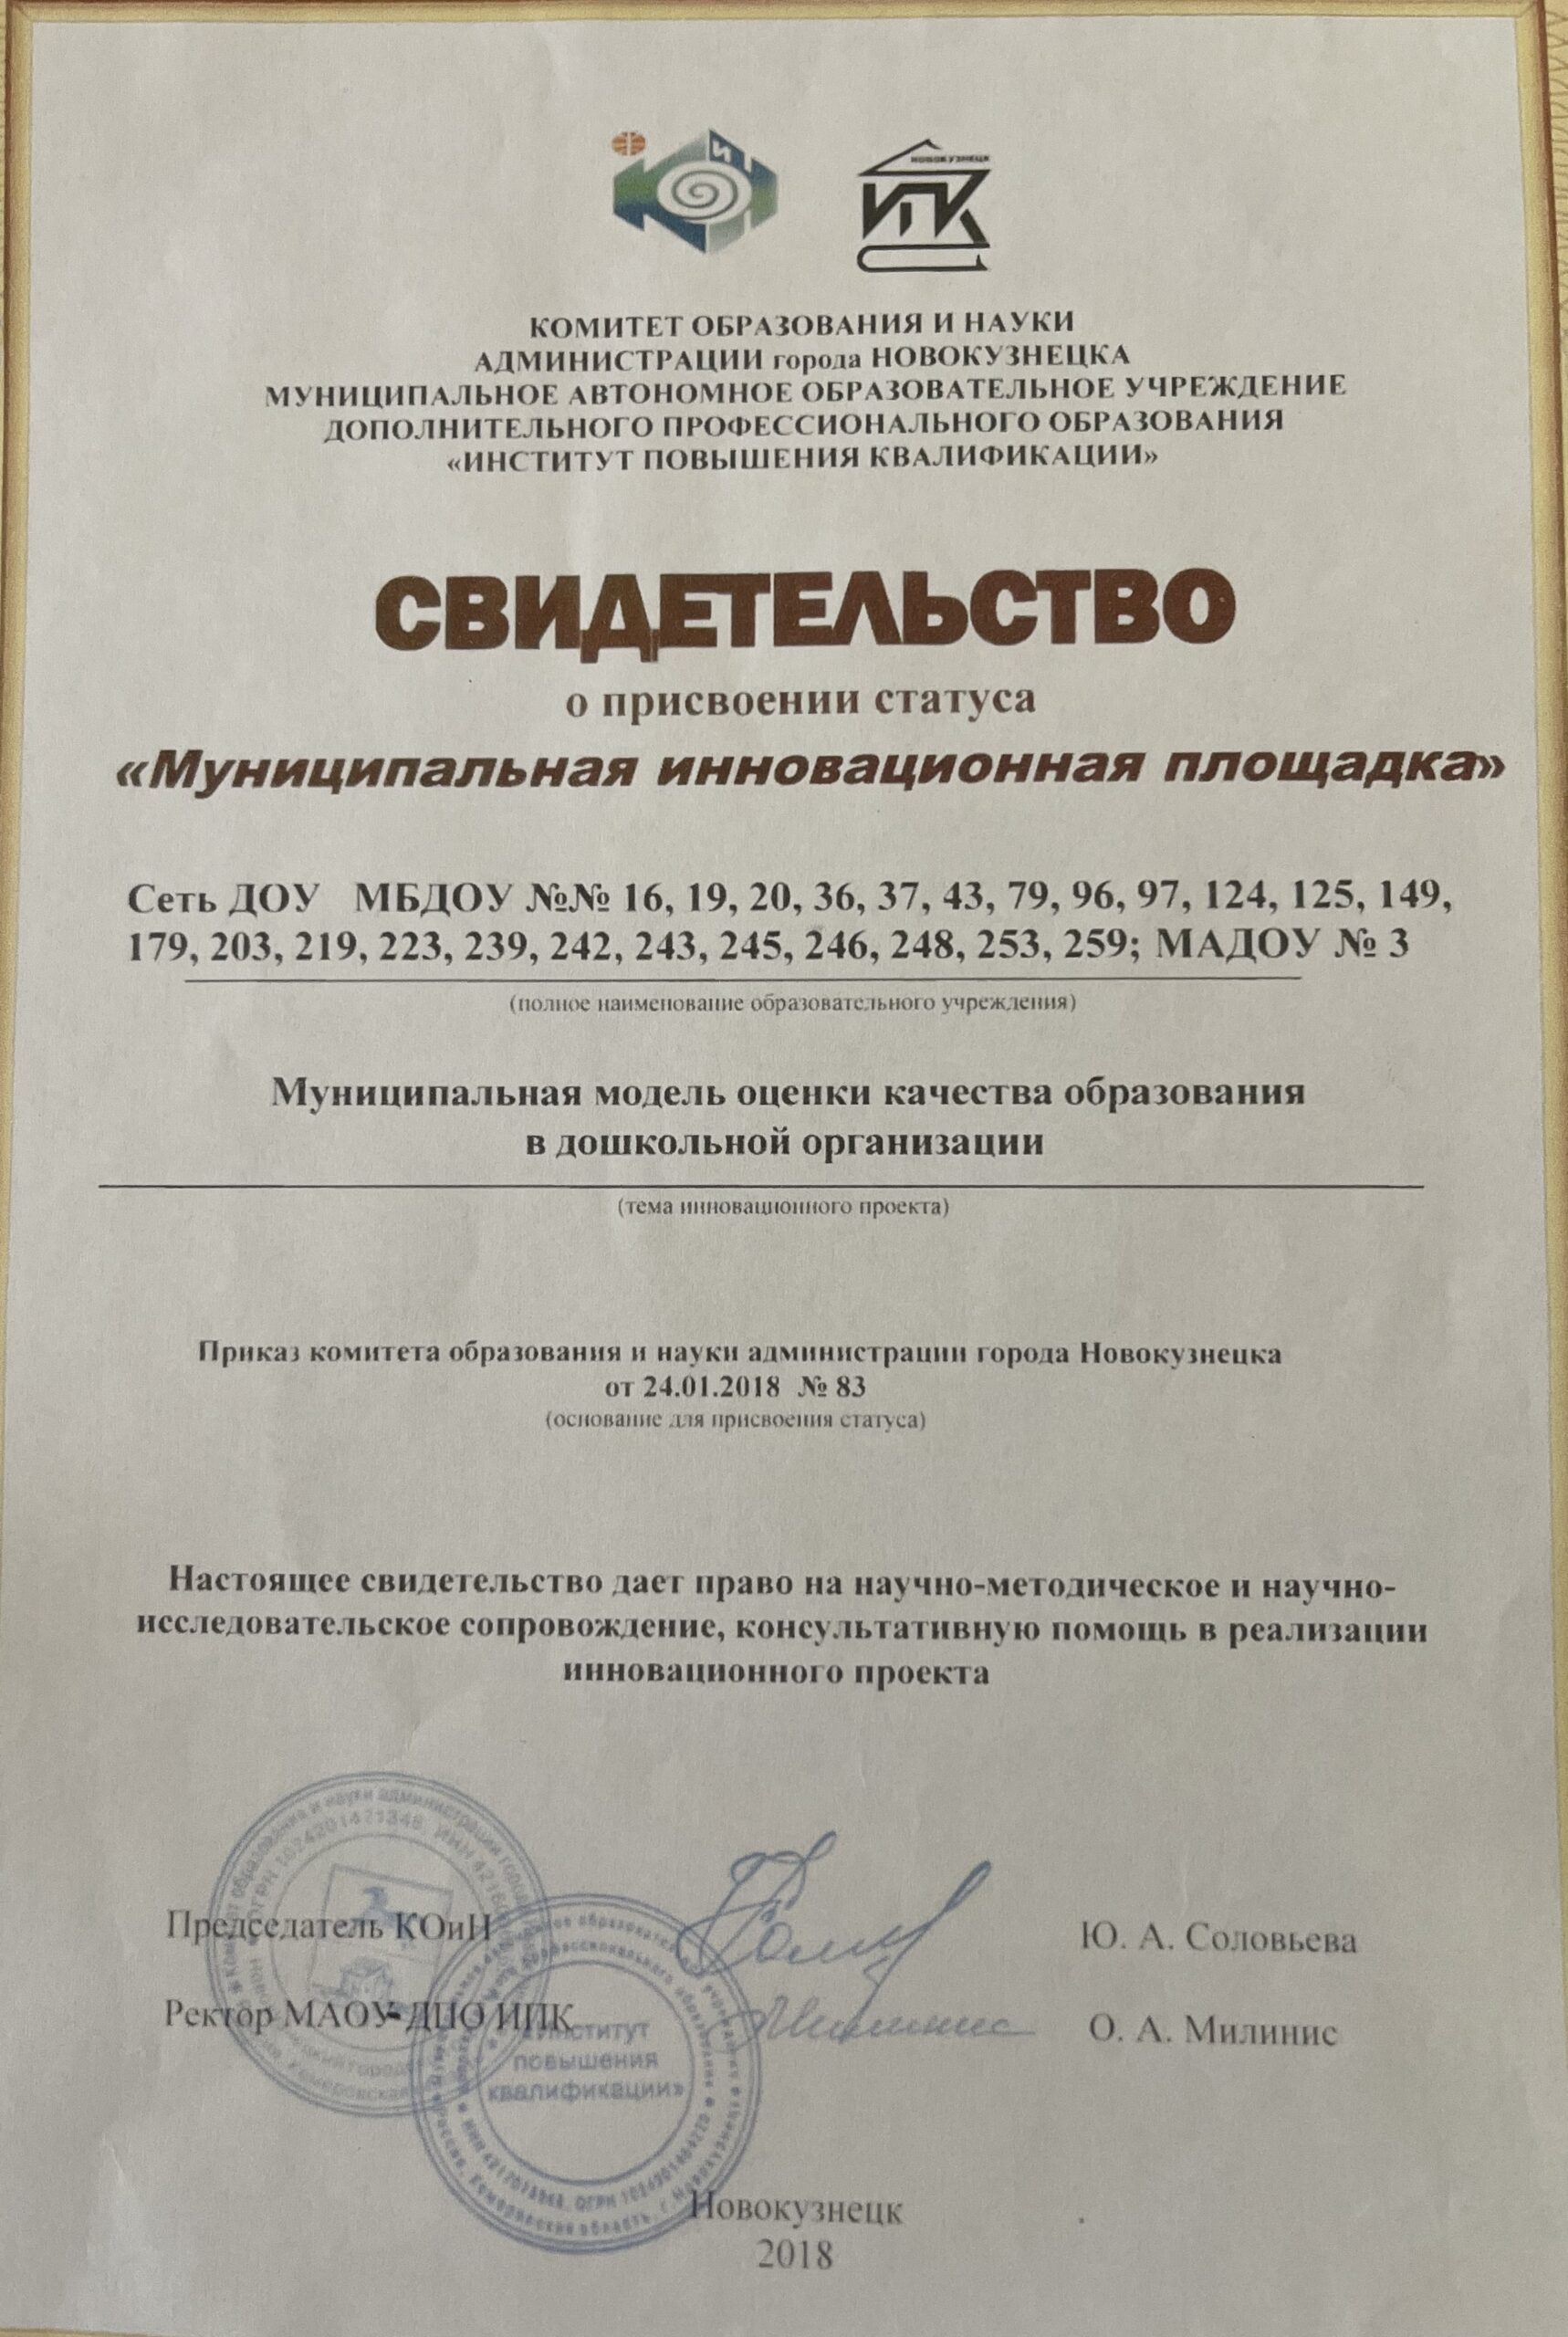 И
НОВОКУЗНЕЦК
ИПК
КОМИТЕТ ОБРАЗОВАНИЯ И НАУКИ
АДМИНИСТРАЦИИ города НОВОКУЗНЕЦКА
МУНИЦИПАЛЬНОЕ АВТОНОМНОЕ ОБРАЗОВАТЕЛЬНОЕ УЧРЕЖДЕНИЕ
ДОПОЛНИТЕЛЬНОГО ПРОФЕССИОНАЛЬНОГО ОБРАЗОВАНИЯ
«ИНСТИТУТ ПОВЫШЕНИЯ КВАЛИФИКАЦИИ»
СВИДЕТЕЛЬСТВО
о присвоении статуса
«Муниципальная инновационная площадка»
Сеть ДОУ МБДОУ №№ 16, 19, 20, 36, 37, 43, 79, 96, 97, 124, 125, 149,
179, 203, 219, 223, 239, 242, 243, 245, 246, 248, 253, 259; МАДОУ № 3
(полное наименование образовательного учреждения)
Муниципальная модель оценки качества образования
в дошкольной организации
(тема инновационного проекта)
Приказ комитета образования и науки администрации города Новокузнецка
от 24.01.2018 № 83
(основание для присвоения статуса)
Настоящее свидетельство дает право на научно-методическое и научно-
исследовательское сопровождение, консультативную помощь в реализации
инновационного проекта
Председатель КОиН
Ю. А. Соловьева
Ректор МАОУ ДПО ИПК
О. А. Милинис
«Институт
повышения
квалификации»
Новокузнецк
2018